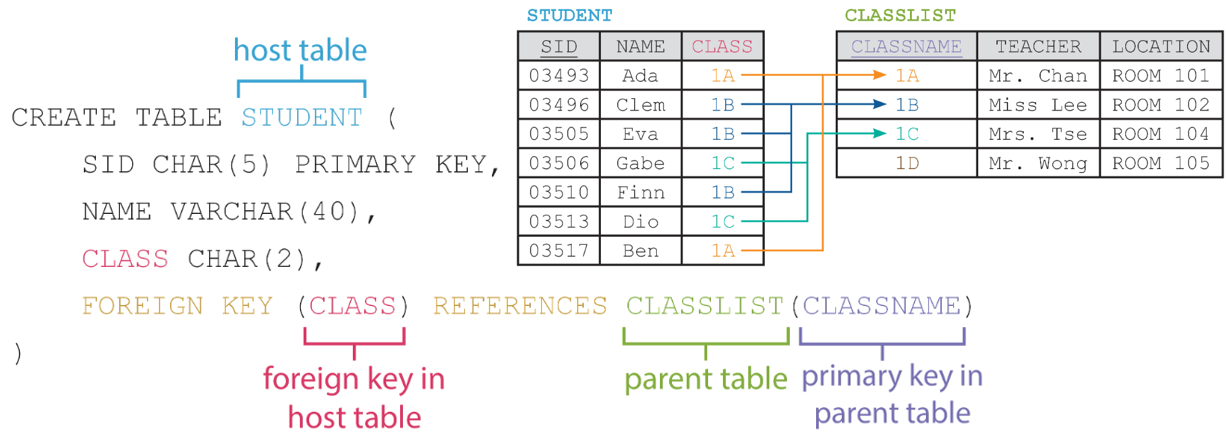 host table
CREATE TABLE STUDENT (
SID CHAR(5) PRIMARY KEY,
NAME VARCHAR(40),
CLASS CHAR(2),
FOREIGN KEY (CLASS) REFERENCES CLASSLIST(CLASSNAME)
)
foreign key in
host table
parent table
primary key in
parent table
STUDENT
SID NAME CLASS
03493 Ada 1A
03496 Clem 1B
03505 Eva 1B
03506 Gabe 1C
03510 Finn 1B
03513 Dio 1C
03517 Ben 1A
CLASSLIST
CLASSNAME TEACHER LOCATION
1A Mr. Chan ROOM 101
1B Miss Lee ROOM 102
1C Mrs. Tse ROOM 104
1D Mr. Wong ROOM 105